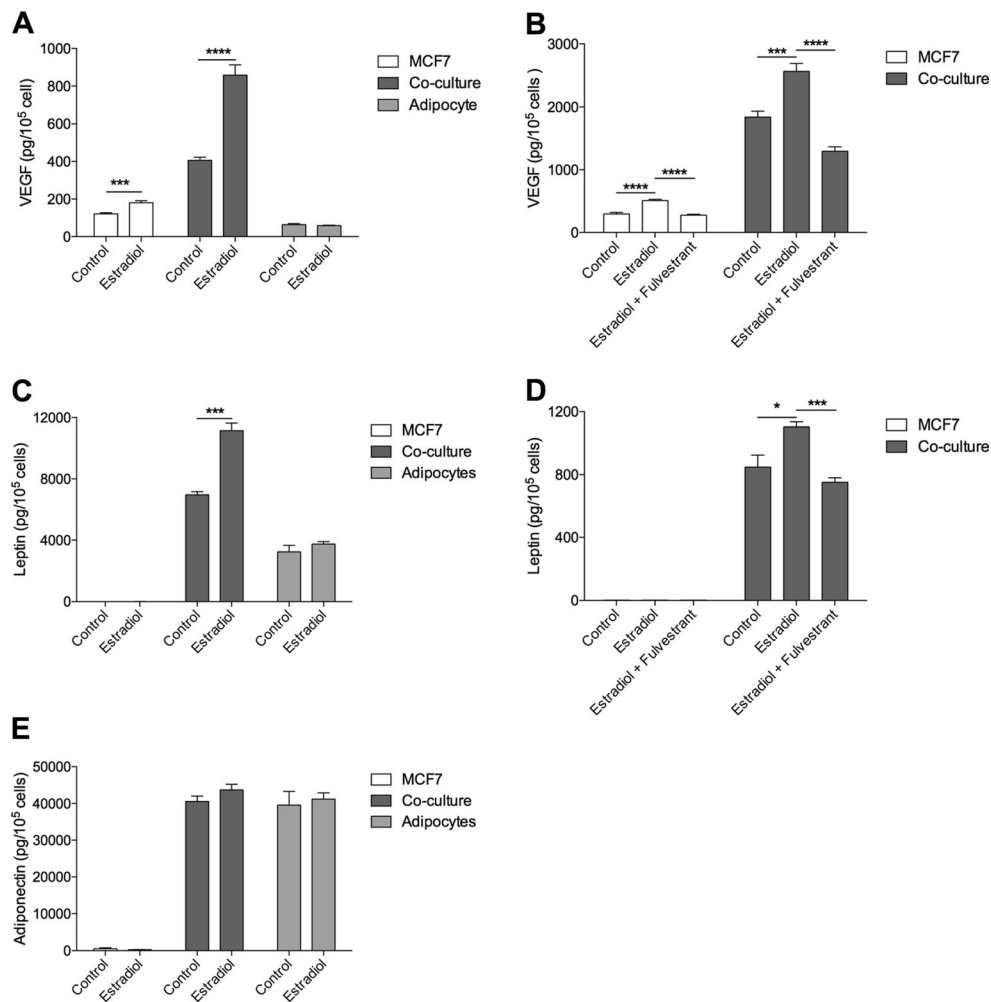 A
VEGF (pg/10⁵ cell)
1000
800
600
400
200
0
***
****
Control
Estradiol
Control
Estradiol
Control
Estradiol
MCF7
Co-culture
Adipocyte
B
VEGF (pg/10⁵ cells )
3000
2000
1000
0
****
****
***
****
Control
Estradiol
Estradiol + Fulvestrant
Control
Estradiol
Estradiol + Fulvestrant
MCF7
Co-culture
C
Leptin (pg/10⁵ cells)
12000
8000
4000
0
***
Control
Estradiol
Control
Estradiol
Control
Estradiol
MCF7
Co-culture
Adipocytes
D
Leptin (pg/10⁵ cells)
1200
800
400
0
*
***
Control
Estradiol
Estradiol + Fulvestrant
Control
Estradiol
Estradiol + Fulvestrant
MCF7
Co-culture
E
Adiponectin (pg/10⁵ cells)
50000
40000
30000
20000
10000
0
Control
Estradiol
Control
Estradiol
Control
Estradiol
MCF7
Co-culture
Adipocytes